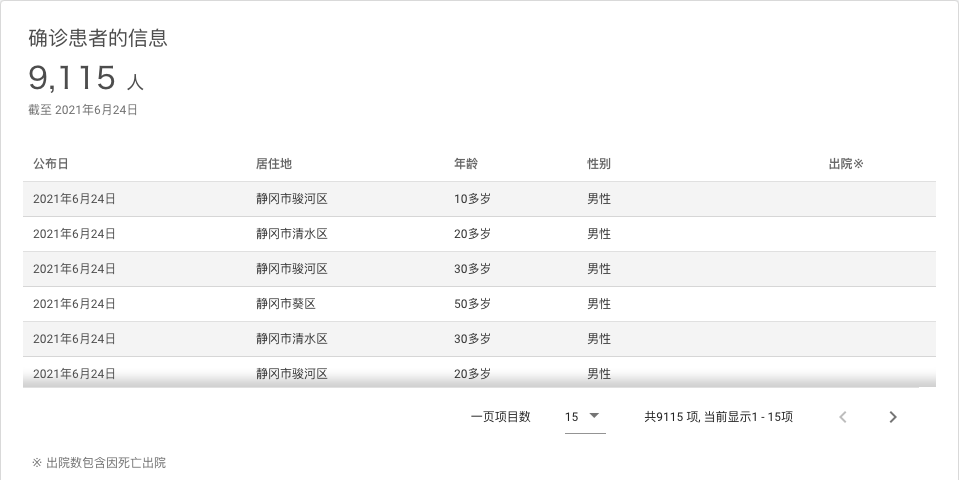 确诊患者的信息
9,115 人
截至 2021年6月24日
公布日 居住地 年龄 性别 出院※
2021年6月24日 静冈市骏河区 10多岁 男性
2021年6月24日 静冈市清水区 20多岁 男性
2021年6月24日 静冈市骏河区 30多岁 男性
2021年6月24日 静冈市葵区 50多岁 男性
2021年6月24日 静冈市清水区 30多岁 男性
2021年6月24日 静冈市骏河区 20多岁 男性
一页项目数 15 共9115 项, 当前显示1 - 15项
※ 出院数包含因死亡出院